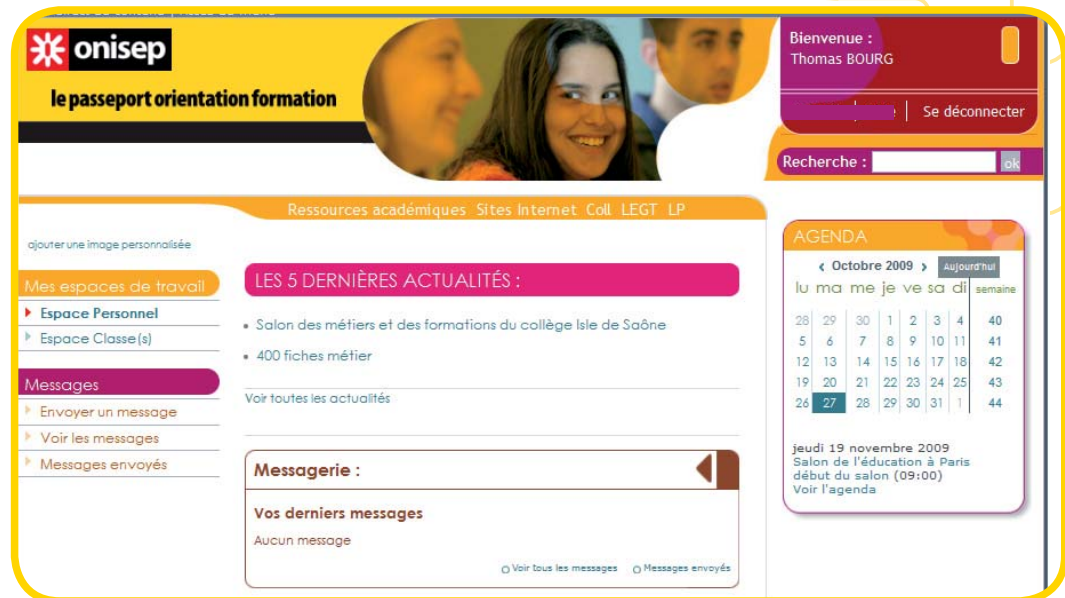 onisep
le passeport orientation formation
Bienvenue :
Thomas BOURG
Se déconnecter
Recherche : ok
Ressources académiques Sites Internet Coll LEGT LP
ajouter une image personnalisée
Mes espaces de travail
Espace Personnel
Espace Classe(s)
Messages
Envoyer un message
Voir les messages
Messages envoyés
LES 5 DERNIÈRES ACTUALITÉS :
Salon des métiers et des formations du collège Isle de Saône
400 fiches métier
Voir toutes les actualités
Messagerie :
Vos derniers messages
Aucun message
Voir tous les messages Messages envoyés
AGENDA
‹ Octobre 2009 › Aujourd'hui
lu ma me je ve sa di semaine
28 29 30 1 2 3 4 40
5 6 7 8 9 10 11 41
12 13 14 15 16 17 18 42
19 20 21 22 23 24 25 43
26 27 28 29 30 31 1 44
jeudi 19 novembre 2009
Salon de l'éducation à Paris
début du salon (09:00)
Voir l'agenda